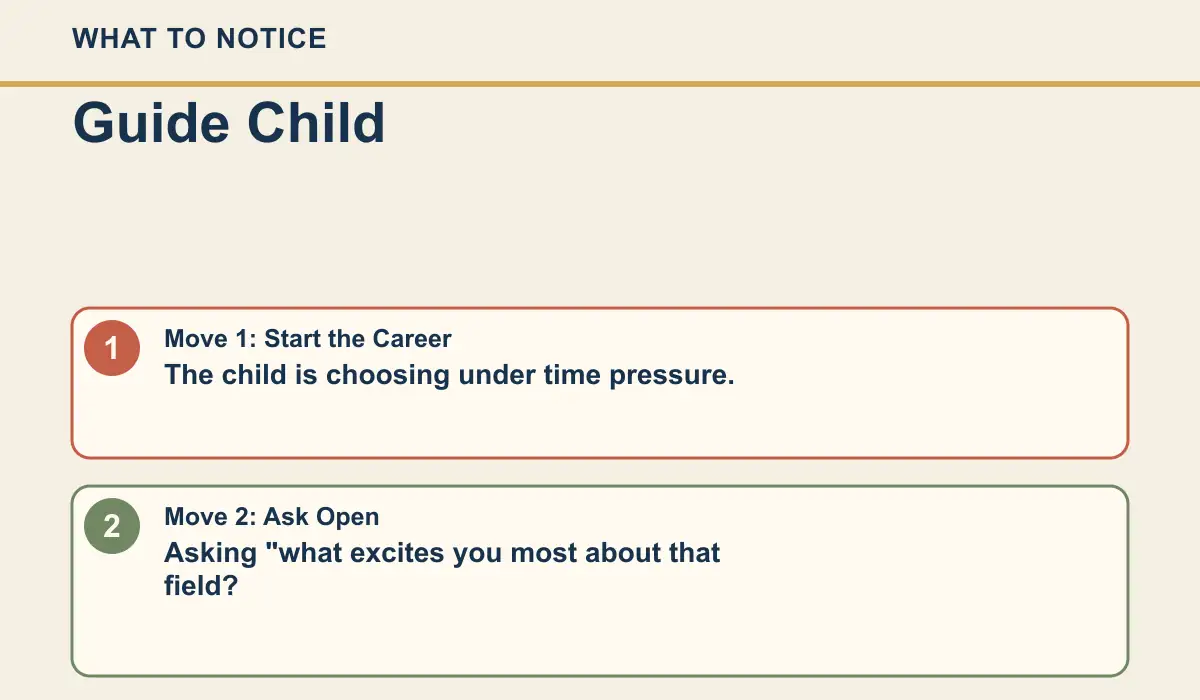 WHAT TO NOTICE
Guide Child
1
Move 1: Start the Career
The child is choosing under time pressure.
2
Move 2: Ask Open
Asking "what excites you most about that
field?